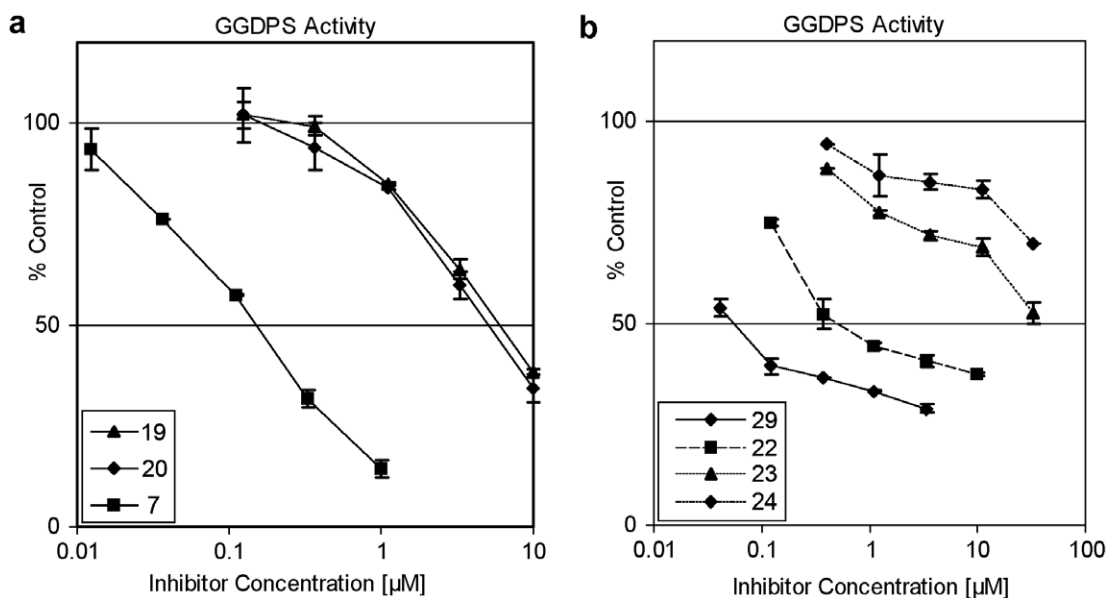 a
GGDPS Activity
% Control
100
50
0
19
20
7
0.01
0.1
1
10
Inhibitor Concentration [µM]
b
GGDPS Activity
% Control
100
50
0
29
22
23
24
0.01
0.1
1
10
100
Inhibitor Concentration [µM]